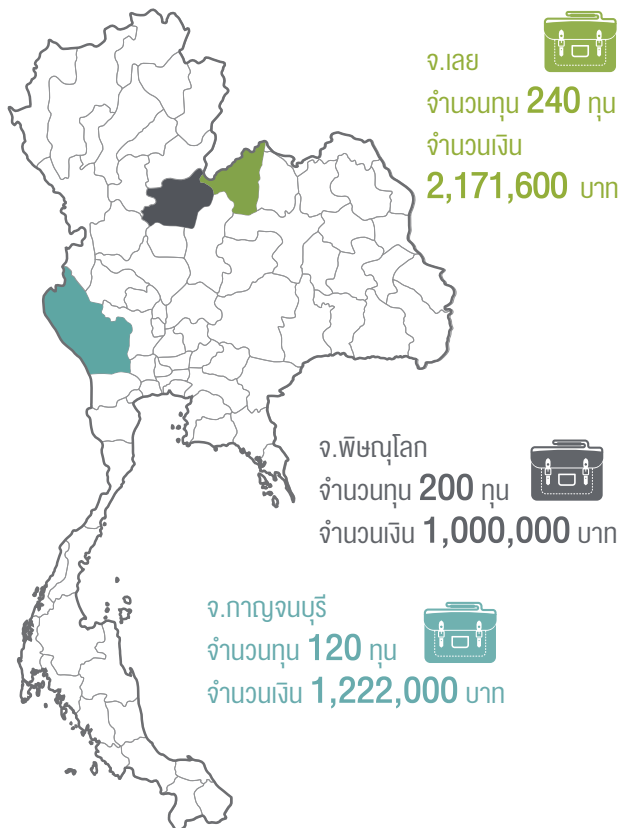 จ.เลย
จำนวนทุน 240 ทุน
จำนวนเงิน
2,171,600 บาท
จ.พิษณุโลก
จำนวนทุน 200 ทุน
จำนวนเงิน 1,000,000 บาท
จ.กาญจนบุรี
จำนวนทุน 120 ทุน
จำนวนเงิน 1,222,000 บาท